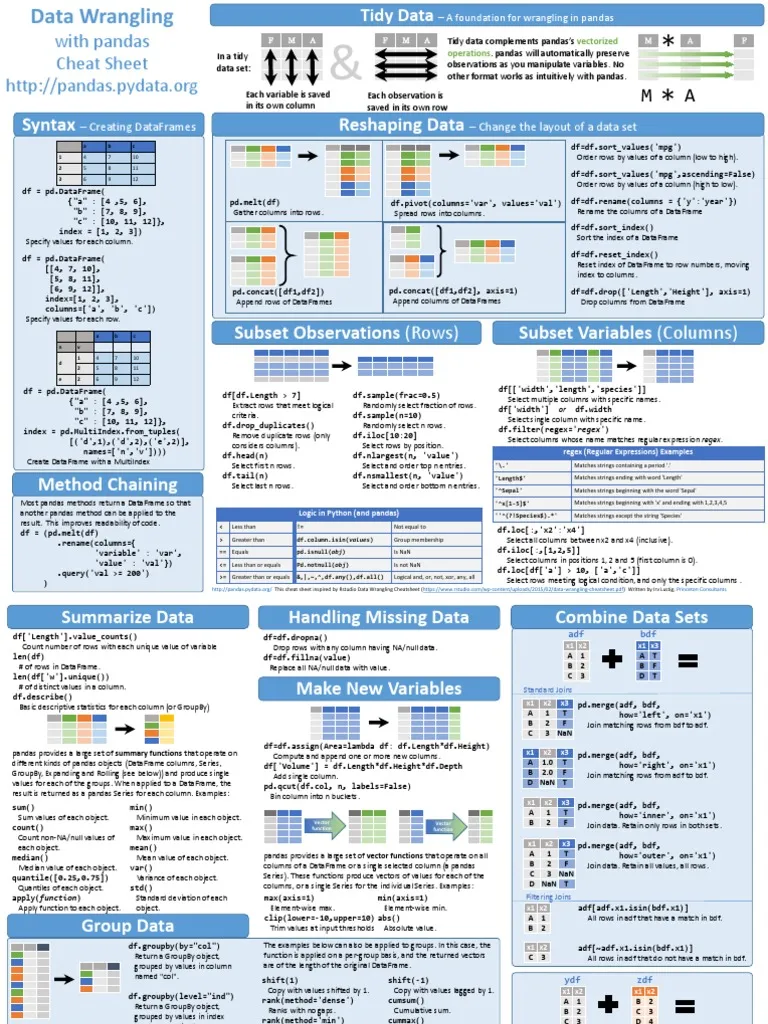 Data Wrangling
with pandas
Cheat Sheet
http://pandas.pydata.org
Tidy Data – A foundation for wrangling in pandas
In a tidy
data set:
F M A
Each variable is saved
in its own column
&
F M A
Each observation is
saved in its own row
Tidy data complements pandas's vectorized
operations. pandas will automatically preserve
observations as you manipulate variables. No
other format works as intuitively with pandas.
M * A F
M * A
Syntax – Creating DataFrames
a b c
1 4 7 10
2 5 8 11
3 6 9 12
df = pd.DataFrame(
{"a" : [4 ,5, 6],
"b" : [7, 8, 9],
"c" : [10, 11, 12]},
index = [1, 2, 3])
Specify values for each column.
df = pd.DataFrame(
[[4, 7, 10],
[5, 8, 11],
[6, 9, 12]],
index=[1, 2, 3],
columns=['a', 'b', 'c'])
Specify values for each row.
a b c
n v
d 1 4 7 10
2 5 8 11
e 2 6 9 12
df = pd.DataFrame(
{"a" : [4 ,5, 6],
"b" : [7, 8, 9],
"c" : [10, 11, 12]},
index = pd.MultiIndex.from_tuples(
[('d',1),('d',2),('e',2)],
names=['n','v'])))
Create DataFrame with a MultiIndex
Method Chaining
Most pandas methods return a DataFrame so that
another pandas method can be applied to the
result. This improves readability of code.
df = (pd.melt(df)
.rename(columns={
'variable' : 'var',
'value' : 'val'})
.query('val >= 200')
)
Reshaping Data – Change the layout of a data set
pd.melt(df)
Gather columns into rows.
df.pivot(columns='var', values='val')
Spread rows into columns.
pd.concat([df1,df2])
Append rows of DataFrames
pd.concat([df1,df2], axis=1)
Append columns of DataFrames
df=df.sort_values('mpg')
Order rows by values of a column (low to high).
df=df.sort_values('mpg',ascending=False)
Order rows by values of a column (high to low).
df=df.rename(columns = {'y':'year'})
Rename the columns of a DataFrame
df=df.sort_index()
Sort the index of a DataFrame
df=df.reset_index()
Reset index of DataFrame to row numbers, moving
index to columns.
df=df.drop(['Length','Height'], axis=1)
Drop columns from DataFrame
Subset Observations (Rows)
df[df.Length > 7]
Extract rows that meet logical
criteria.
df.drop_duplicates()
Remove duplicate rows (only
considers columns).
df.head(n)
Select first n rows.
df.tail(n)
Select last n rows.
df.sample(frac=0.5)
Randomly select fraction of rows.
df.sample(n=10)
Randomly select n rows.
df.iloc[10:20]
Select rows by position.
df.nlargest(n, 'value')
Select and order top n entries.
df.nsmallest(n, 'value')
Select and order bottom n entries.
Logic in Python (and pandas)
< Less than != Not equal to
> Greater than df.column.isin(values) Group membership
== Equals pd.isnull(obj) Is NaN
<= Less than or equals pd.notnull(obj) Is not NaN
>= Greater than or equals &,|,~,^,df.any(),df.all() Logical and, or, not, xor, any, all
Subset Variables (Columns)
df[['width','length','species']]
Select multiple columns with specific names.
df['width'] or df.width
Select single column with specific name.
df.filter(regex='regex')
Select columns whose name matches regular expression regex.
regex (Regular Expressions) Examples
'\.' Matches strings containing a period '.'
'Length$' Matches strings ending with word 'Length'
'^Sepal' Matches strings beginning with the word 'Sepal'
'^x[1-5]$' Matches strings beginning with 'x' and ending with 1,2,3,4,5
'^(?!Species$).*' Matches strings except the string 'Species'
df.loc[:,'x2':'x4']
Select all columns between x2 and x4 (inclusive).
df.iloc[:,[1,2,5]]
Select columns in positions 1, 2 and 5 (first column is 0).
df.loc[df['a'] > 10, ['a','c']]
Select rows meeting logical condition, and only the specific columns .
http://pandas.pydata.org/ This cheat sheet inspired by Rstudio Data Wrangling Cheatsheet (https://www.rstudio.com/wp-content/uploads/2015/02/data-wrangling-cheatsheet.pdf) Written by Irv Lustig, Princeton Consultants
Summarize Data
df['Length'].value_counts()
Count number of rows with each unique value of variable
len(df)
# of rows in DataFrame.
len(df['w'].unique())
# of distinct values in a column.
df.describe()
Basic descriptive statistics for each column (or GroupBy)
pandas provides a large set of summary functions that operate on
different kinds of pandas objects (DataFrame columns, Series,
GroupBy, Expanding and Rolling (see below)) and produce single
values for each of the groups. When applied to a DataFrame, the
result is returned as a pandas Series for each column. Examples:
sum()
Sum values of each object.
count()
Count non-NA/null values of
each object.
median()
Median value of each object.
quantile([0.25,0.75])
Quantiles of each object.
apply(function)
Apply function to each object.
min()
Minimum value in each object.
max()
Maximum value in each object.
mean()
Mean value of each object.
var()
Variance of each object.
std()
Standard deviation of each
object.
Group Data
df.groupby(by="col")
Return a GroupBy object,
grouped by values in column
named "col".
df.groupby(level="ind")
Return a GroupBy object,
grouped by values in index
Handling Missing Data
df=df.dropna()
Drop rows with any column having NA/null data.
df=df.fillna(value)
Replace all NA/null data with value.
Make New Variables
df=df.assign(Area=lambda df: df.Length*df.Height)
Compute and append one or more new columns.
df['Volume'] = df.Length*df.Height*df.Depth
Add single column.
pd.qcut(df.col, n, labels=False)
Bin column into n buckets.
Vector
function
Vector
function
pandas provides a large set of vector functions that operate on all
columns of a DataFrame or a single selected column (a pandas
Series). These functions produce vectors of values for each of the
columns, or a single Series for the individual Series. Examples:
max(axis=1)
Element-wise max.
clip(lower=-10,upper=10)
Trim values at input thresholds
min(axis=1)
Element-wise min.
abs()
Absolute value.
The examples below can also be applied to groups. In this case, the
function is applied on a per-group basis, and the returned vectors
are of the length of the original DataFrame.
shift(1)
Copy with values shifted by 1.
rank(method='dense')
Ranks with no gaps.
rank(method='min')
shift(-1)
Copy with values lagged by 1.
cumsum()
Cumulative sum.
cummax()
Combine Data Sets
adf bdf
x1 x2 x1 x3
A 1 A T
B 2 B F
C 3 D T
Standard Joins
x1 x2 x3
A 1 T
B 2 F
C 3 NaN
pd.merge(adf, bdf,
how='left', on='x1')
Join matching rows from bdf to adf.
x1 x2 x3
A 1.0 T
B 2.0 F
D NaN T
pd.merge(adf, bdf,
how='right', on='x1')
Join matching rows from adf to bdf.
x1 x2 x3
A 1 T
B 2 F
pd.merge(adf, bdf,
how='inner', on='x1')
Join data. Retain only rows in both sets.
x1 x2 x3
A 1 T
B 2 F
C 3 NaN
D NaN T
pd.merge(adf, bdf,
how='outer', on='x1')
Join data. Retain all values, all rows.
Filtering Joins
x1 x2
A 1
B 2
adf[adf.x1.isin(bdf.x1)]
All rows in adf that have a match in bdf.
x1 x2
C 3
adf[~adf.x1.isin(bdf.x1)]
All rows in adf that do not have a match in bdf.
ydf zdf
x1 x2 x1 x2
A 1 B 2
B 2 C 3
C 3 D 4